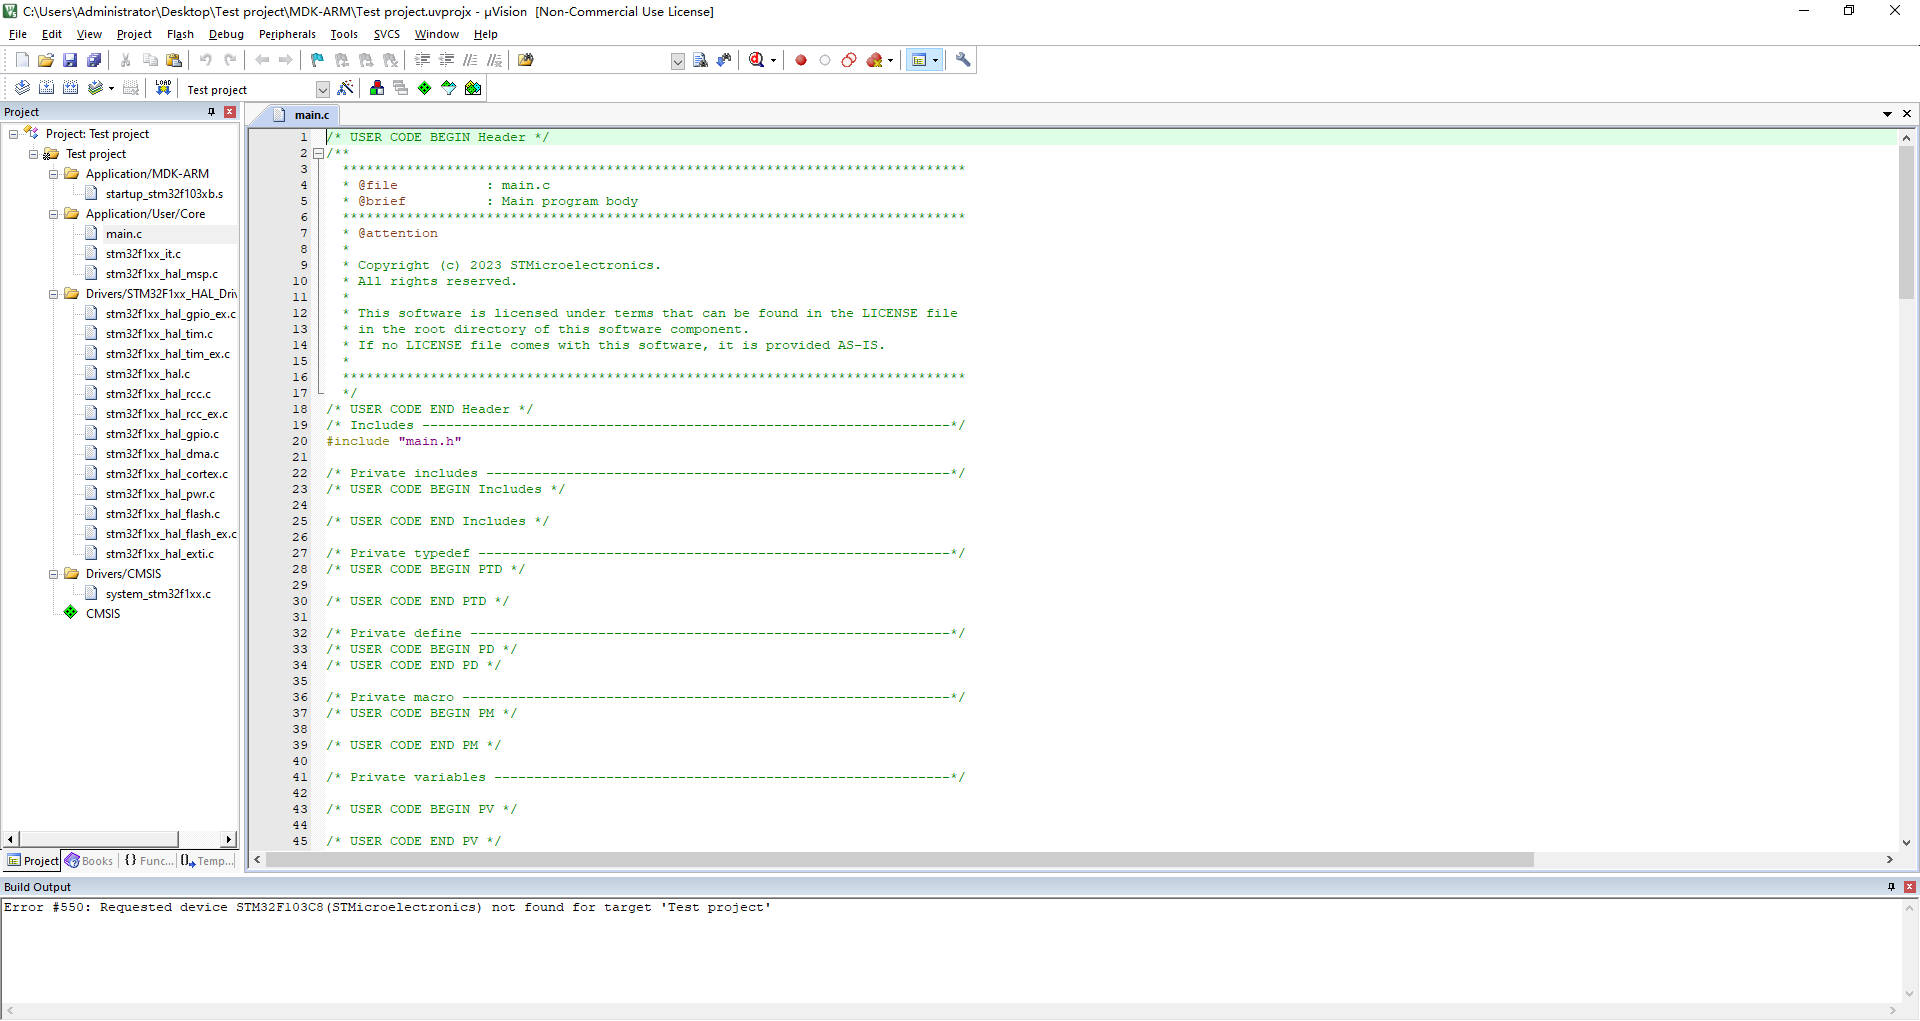 C:\Users\Administrator\Desktop\Test project\MDK-ARM\Test project.uvprojx - µVision  [Non-Commercial Use License]
File Edit View Project Flash Debug Peripherals Tools SVCS Window Help
LOAD
Test project
Project
Project: Test project
Test project
Application/MDK-ARM
startup_stm32f103xb.s
Application/User/Core
main.c
stm32f1xx_it.c
stm32f1xx_hal_msp.c
Drivers/STM32F1xx_HAL_Driv
stm32f1xx_hal_gpio_ex.c
stm32f1xx_hal_tim.c
stm32f1xx_hal_tim_ex.c
stm32f1xx_hal.c
stm32f1xx_hal_rcc.c
stm32f1xx_hal_rcc_ex.c
stm32f1xx_hal_gpio.c
stm32f1xx_hal_dma.c
stm32f1xx_hal_cortex.c
stm32f1xx_hal_pwr.c
stm32f1xx_hal_flash.c
stm32f1xx_hal_flash_ex.c
stm32f1xx_hal_exti.c
Drivers/CMSIS
system_stm32f1xx.c
CMSIS
Project Books {} Func... Temp...
main.c
1 /* USER CODE BEGIN Header */
2 /**
3 ******************************************************************************
4 * @file           : main.c
5 * @brief          : Main program body
6 ******************************************************************************
7 * @attention
8 *
9 * Copyright (c) 2023 STMicroelectronics.
10 * All rights reserved.
11 *
12 * This software is licensed under terms that can be found in the LICENSE file
13 * in the root directory of this software component.
14 * If no LICENSE file comes with this software, it is provided AS-IS.
15 *
16 ******************************************************************************
17 */
18 /* USER CODE END Header */
19 /* Includes ------------------------------------------------------------------*/
20 #include "main.h"
21
22 /* Private includes ----------------------------------------------------------*/
23 /* USER CODE BEGIN Includes */
24
25 /* USER CODE END Includes */
26
27 /* Private typedef -----------------------------------------------------------*/
28 /* USER CODE BEGIN PTD */
29
30 /* USER CODE END PTD */
31
32 /* Private define ------------------------------------------------------------*/
33 /* USER CODE BEGIN PD */
34 /* USER CODE END PD */
35
36 /* Private macro -------------------------------------------------------------*/
37 /* USER CODE BEGIN PM */
38
39 /* USER CODE END PM */
40
41 /* Private variables ---------------------------------------------------------*/
42
43 /* USER CODE BEGIN PV */
44
45 /* USER CODE END PV */
Build Output
Error #550: Requested device STM32F103C8(STMicroelectronics) not found for target 'Test project'